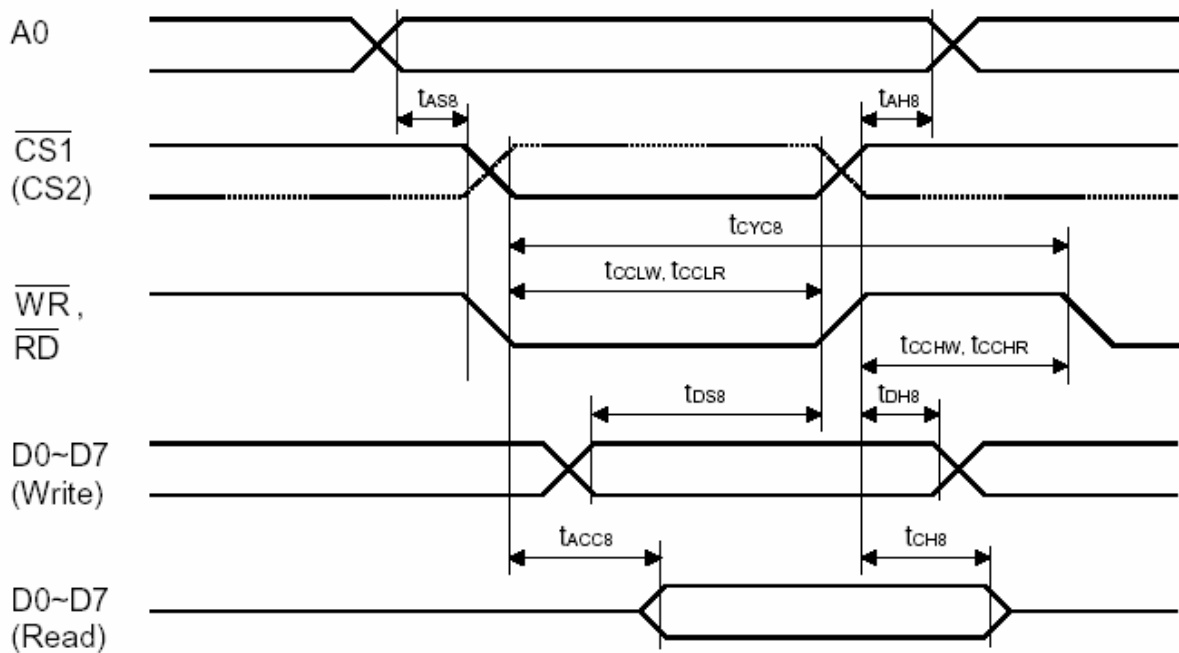 A0
tAS8
tAH8
CS1
(CS2)
tCYC8
tCCLW, tCCLR
WR ,
RD
tCCHW, tCCHR
tDS8
tDH8
D0~D7
(Write)
tACC8
tCH8
D0~D7
(Read)